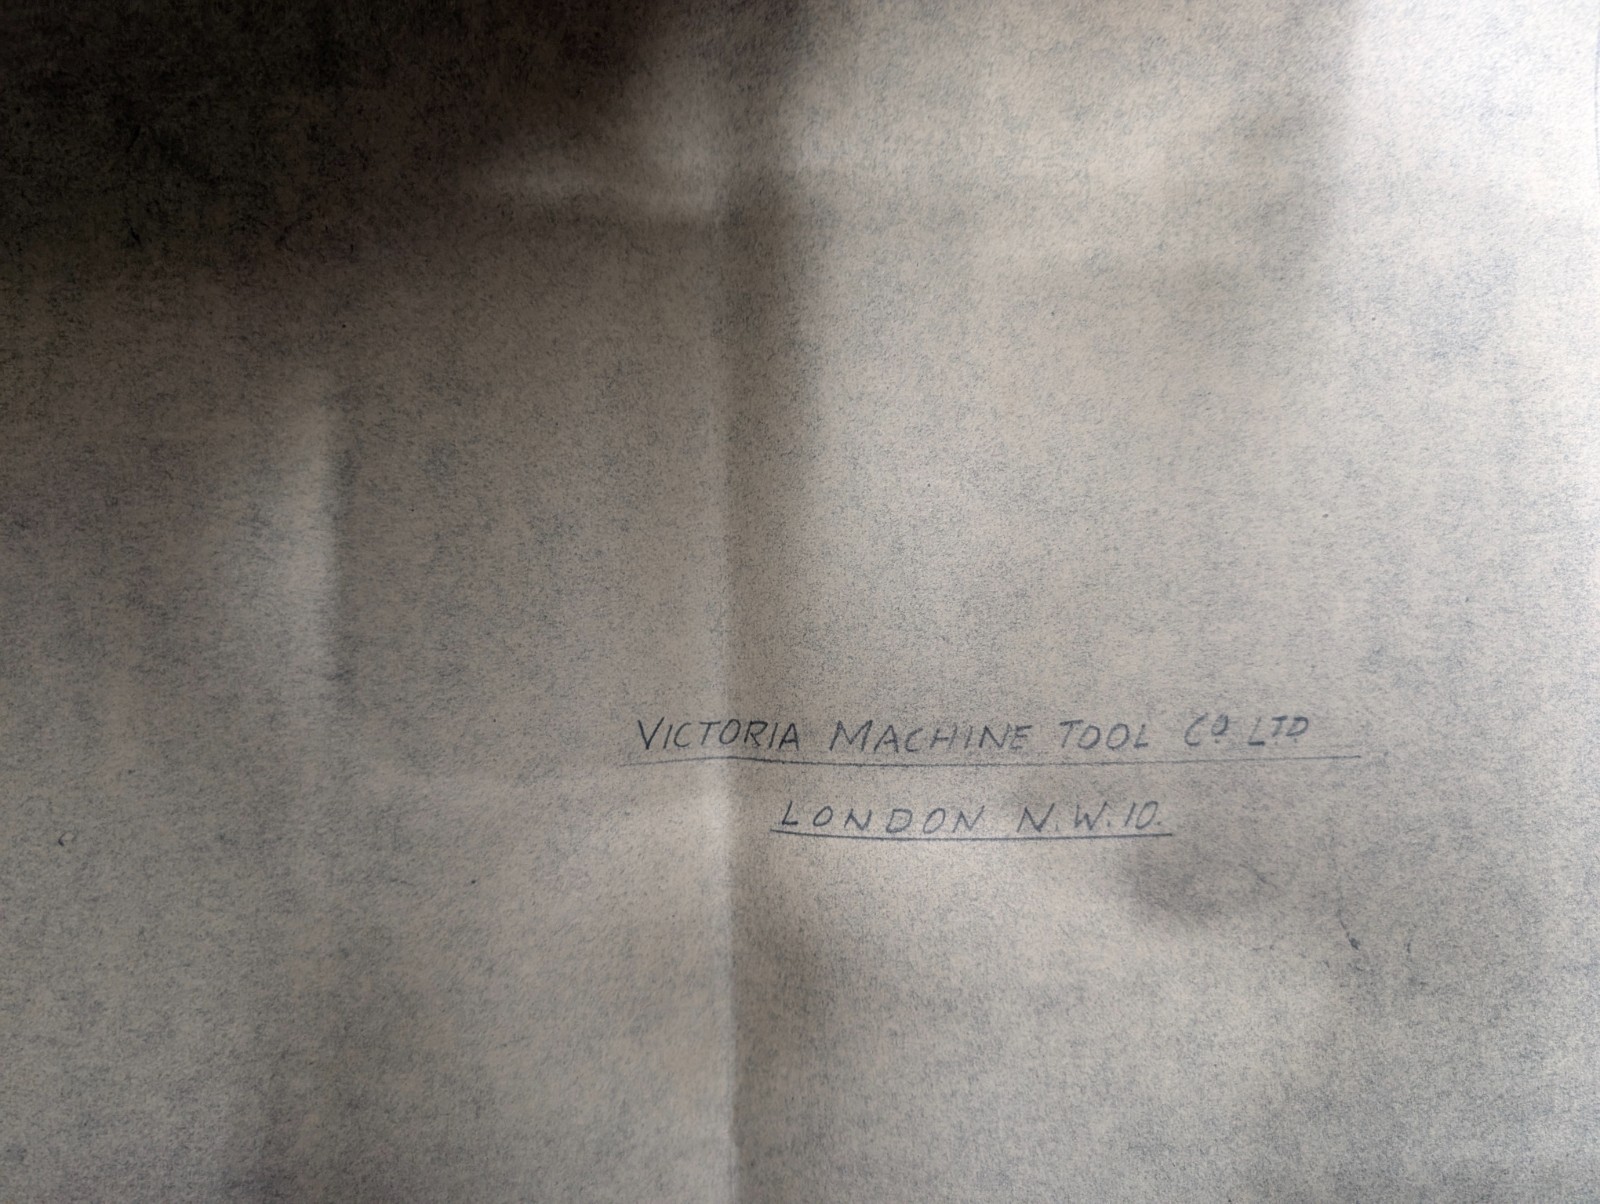 VICTORIA MACHINE TOOL CO. LTD
LONDON N.W.10.